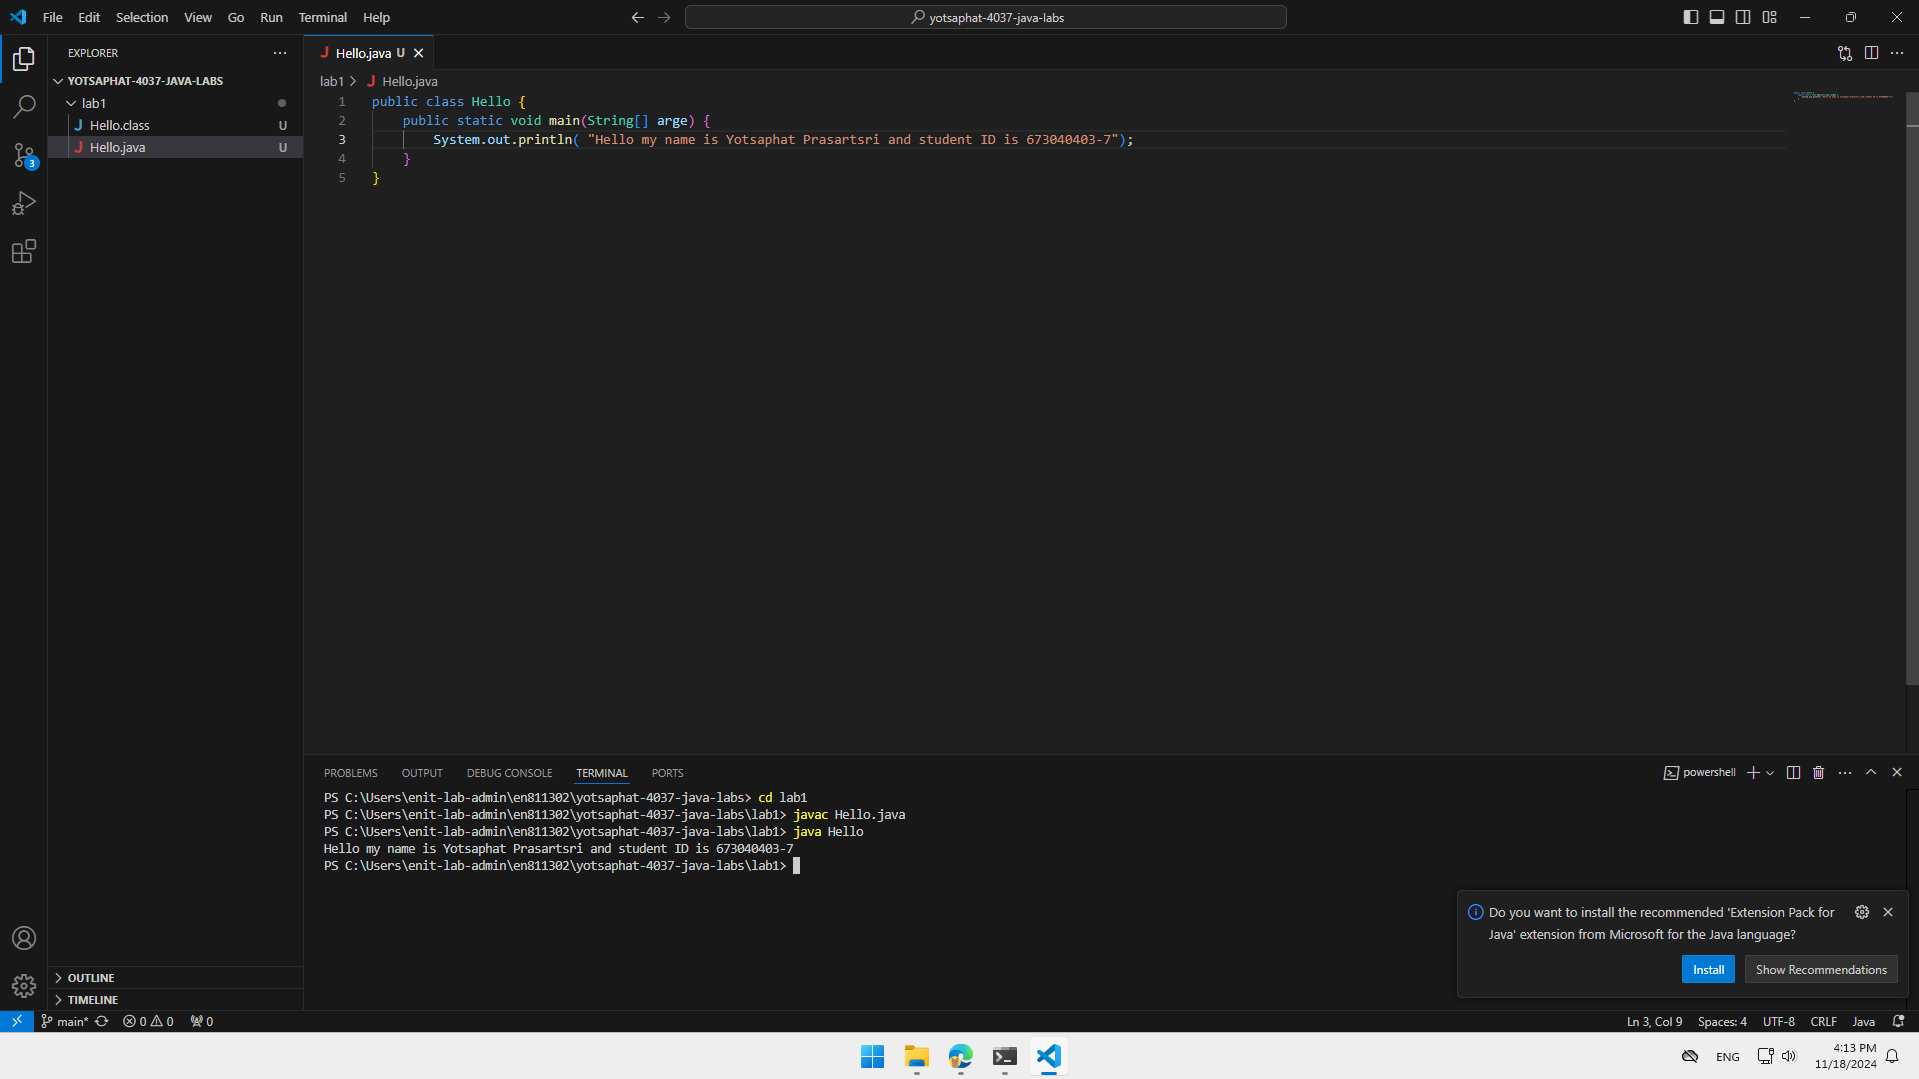 File Edit Selection View Go Run Terminal Help
yotsaphat-4037-java-labs
EXPLORER
YOTSAPHAT-4037-JAVA-LABS
lab1
Hello.class U
Hello.java U
3
OUTLINE
TIMELINE
Hello.java U
lab1 > Hello.java
1 public class Hello {
2 public static void main(String[] arge) {
3 System.out.println( "Hello my name is Yotsaphat Prasartsri and student ID is 673040403-7");
4 }
5 }
PROBLEMS OUTPUT DEBUG CONSOLE TERMINAL PORTS
powershell
PS C:\Users\enit-lab-admin\en811302\yotsaphat-4037-java-labs> cd lab1
PS C:\Users\enit-lab-admin\en811302\yotsaphat-4037-java-labs\lab1> javac Hello.java
PS C:\Users\enit-lab-admin\en811302\yotsaphat-4037-java-labs\lab1> java Hello
Hello my name is Yotsaphat Prasartsri and student ID is 673040403-7
PS C:\Users\enit-lab-admin\en811302\yotsaphat-4037-java-labs\lab1>
Do you want to install the recommended 'Extension Pack for
Java' extension from Microsoft for the Java language?
Install Show Recommendations
main* 0 0 0
Ln 3, Col 9 Spaces: 4 UTF-8 CRLF Java
ENG
4:13 PM
11/18/2024